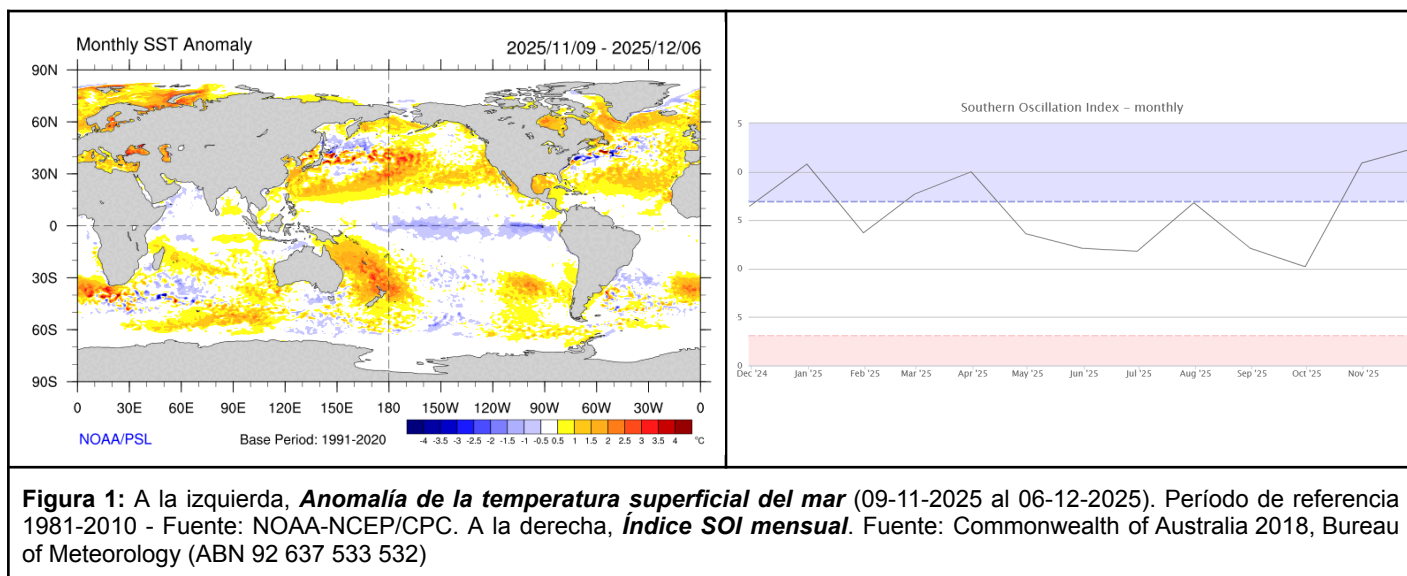 Monthly SST Anomaly 2025/11/09 - 2025/12/06
90N
60N
30N
0
30S
60S
90S
0 30E 60E 90E 120E 150E 180 150W 120W 90W 60W 30W 0
NOAA/PSL Base Period: 1991-2020
-4 -3.5 -3 -2.5 -2 -1.5 -1 -0.5 0.5 1 1.5 2 2.5 3 3.5 4 °C
Southern Oscillation Index – monthly
5
0
5
0
5
0
Dec '24 Jan '25 Feb '25 Mar '25 Apr '25 May '25 Jun '25 Jul '25 Aug '25 Sep '25 Oct '25 Nov '25
Figura 1: A la izquierda, Anomalía de la temperatura superficial del mar (09-11-2025 al 06-12-2025). Período de referencia
1981-2010 - Fuente: NOAA-NCEP/CPC. A la derecha, Índice SOI mensual. Fuente: Commonwealth of Australia 2018, Bureau
of Meteorology (ABN 92 637 533 532)